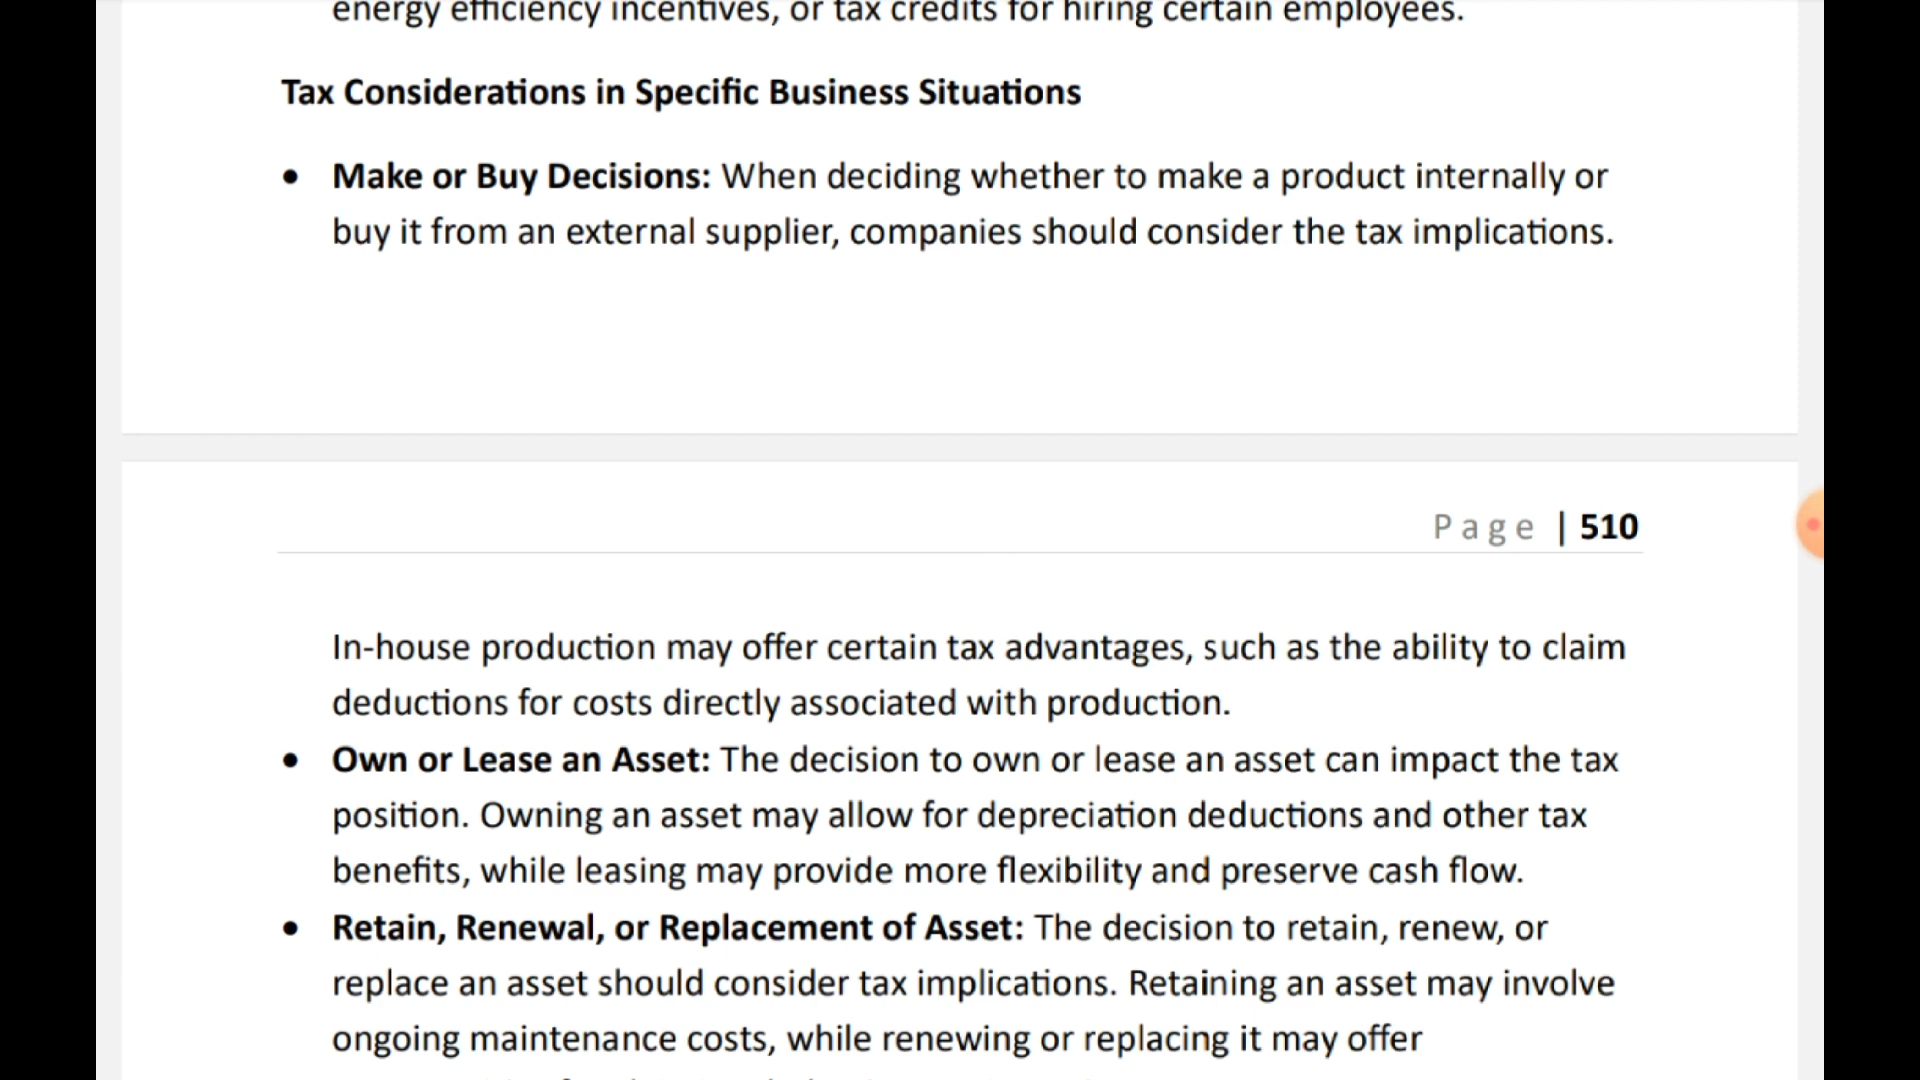 energy efficiency incentives, or tax credits for hiring certain employees.
Tax Considerations in Specific Business Situations
• Make or Buy Decisions: When deciding whether to make a product internally or
buy it from an external supplier, companies should consider the tax implications.
Page | 510
In-house production may offer certain tax advantages, such as the ability to claim
deductions for costs directly associated with production.
• Own or Lease an Asset: The decision to own or lease an asset can impact the tax
position. Owning an asset may allow for depreciation deductions and other tax
benefits, while leasing may provide more flexibility and preserve cash flow.
• Retain, Renewal, or Replacement of Asset: The decision to retain, renew, or
replace an asset should consider tax implications. Retaining an asset may involve
ongoing maintenance costs, while renewing or replacing it may offer